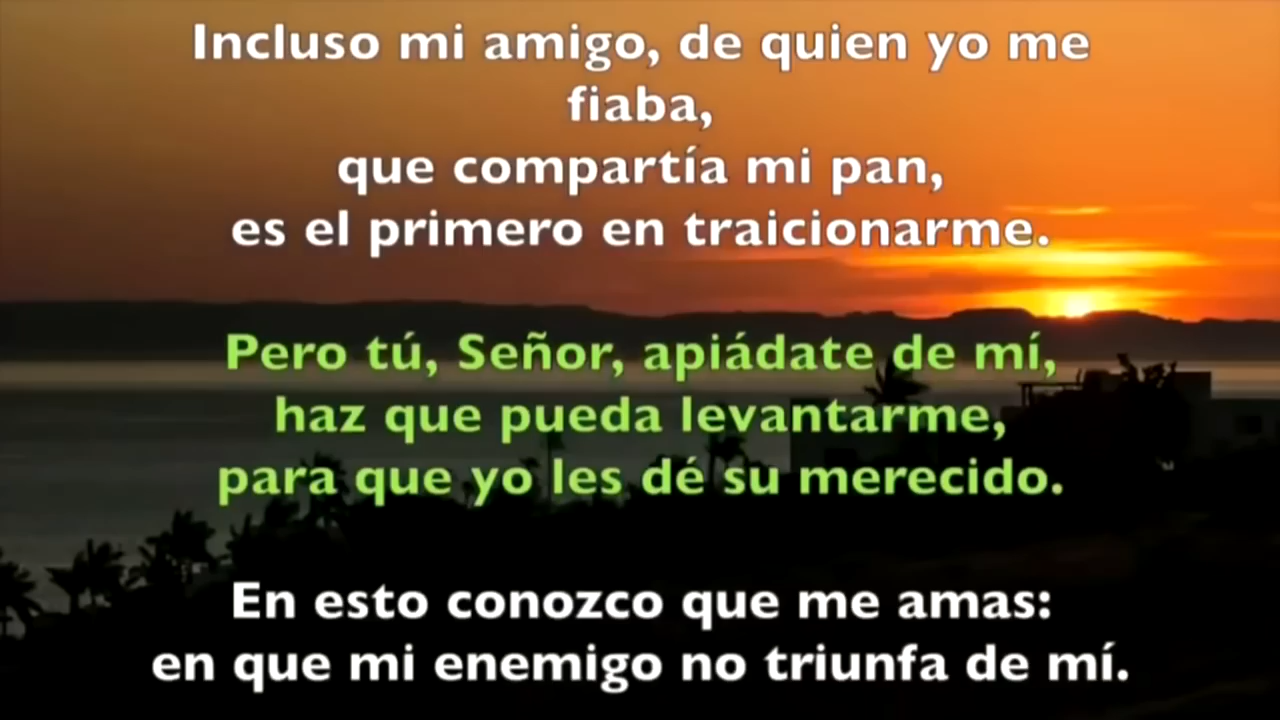 Incluso mi amigo, de quien yo me
fiaba,
que compartía mi pan,
es el primero en traicionarme.
Pero tú, Señor, apiádate de mí,
haz que pueda levantarme,
para que yo les dé su merecido.
En esto conozco que me amas:
en que mi enemigo no triunfa de mí.